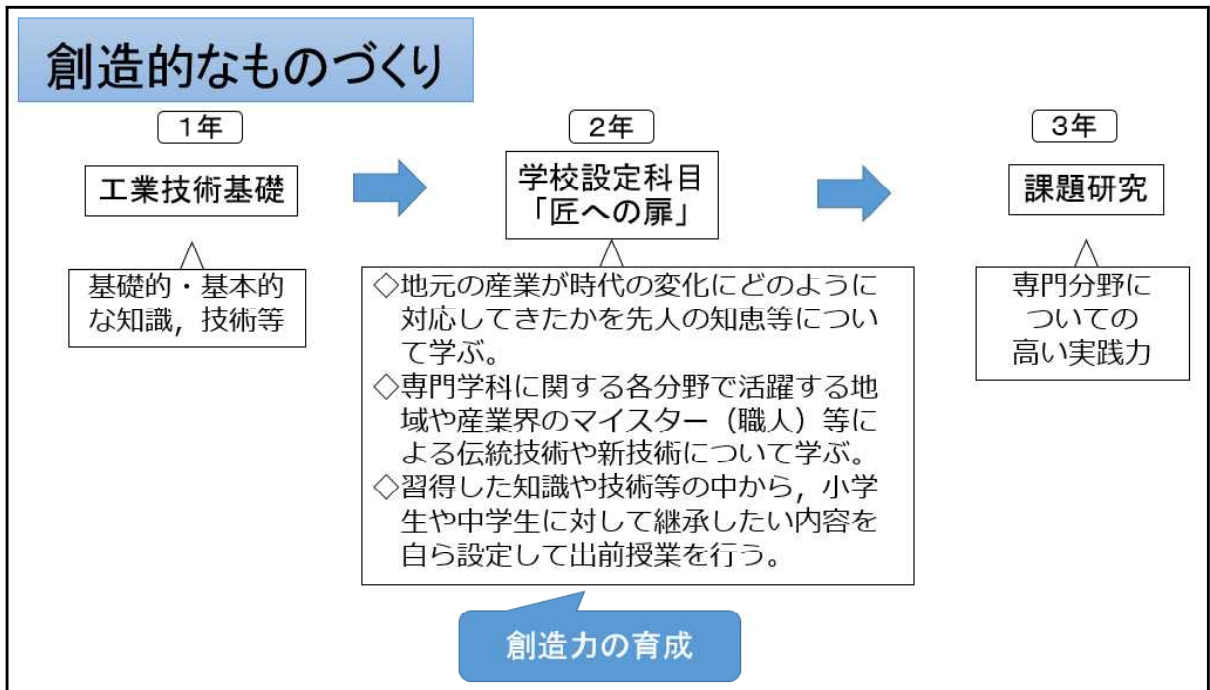 創造的なものづくり
1年
工業技術基礎
基礎的・基本的
な知識，技術等
2年
学校設定科目
「匠への扉」
◇地元の産業が時代の変化にどのように
対応してきたかを先人の知恵等につい
て学ぶ。
◇専門学科に関する各分野で活躍する地
域や産業界のマイスター（職人）等に
よる伝統技術や新技術について学ぶ。
◇習得した知識や技術等の中から，小学
生や中学生に対して継承したい内容を
自ら設定して出前授業を行う。
創造力の育成
3年
課題研究
専門分野に
ついての
高い実践力